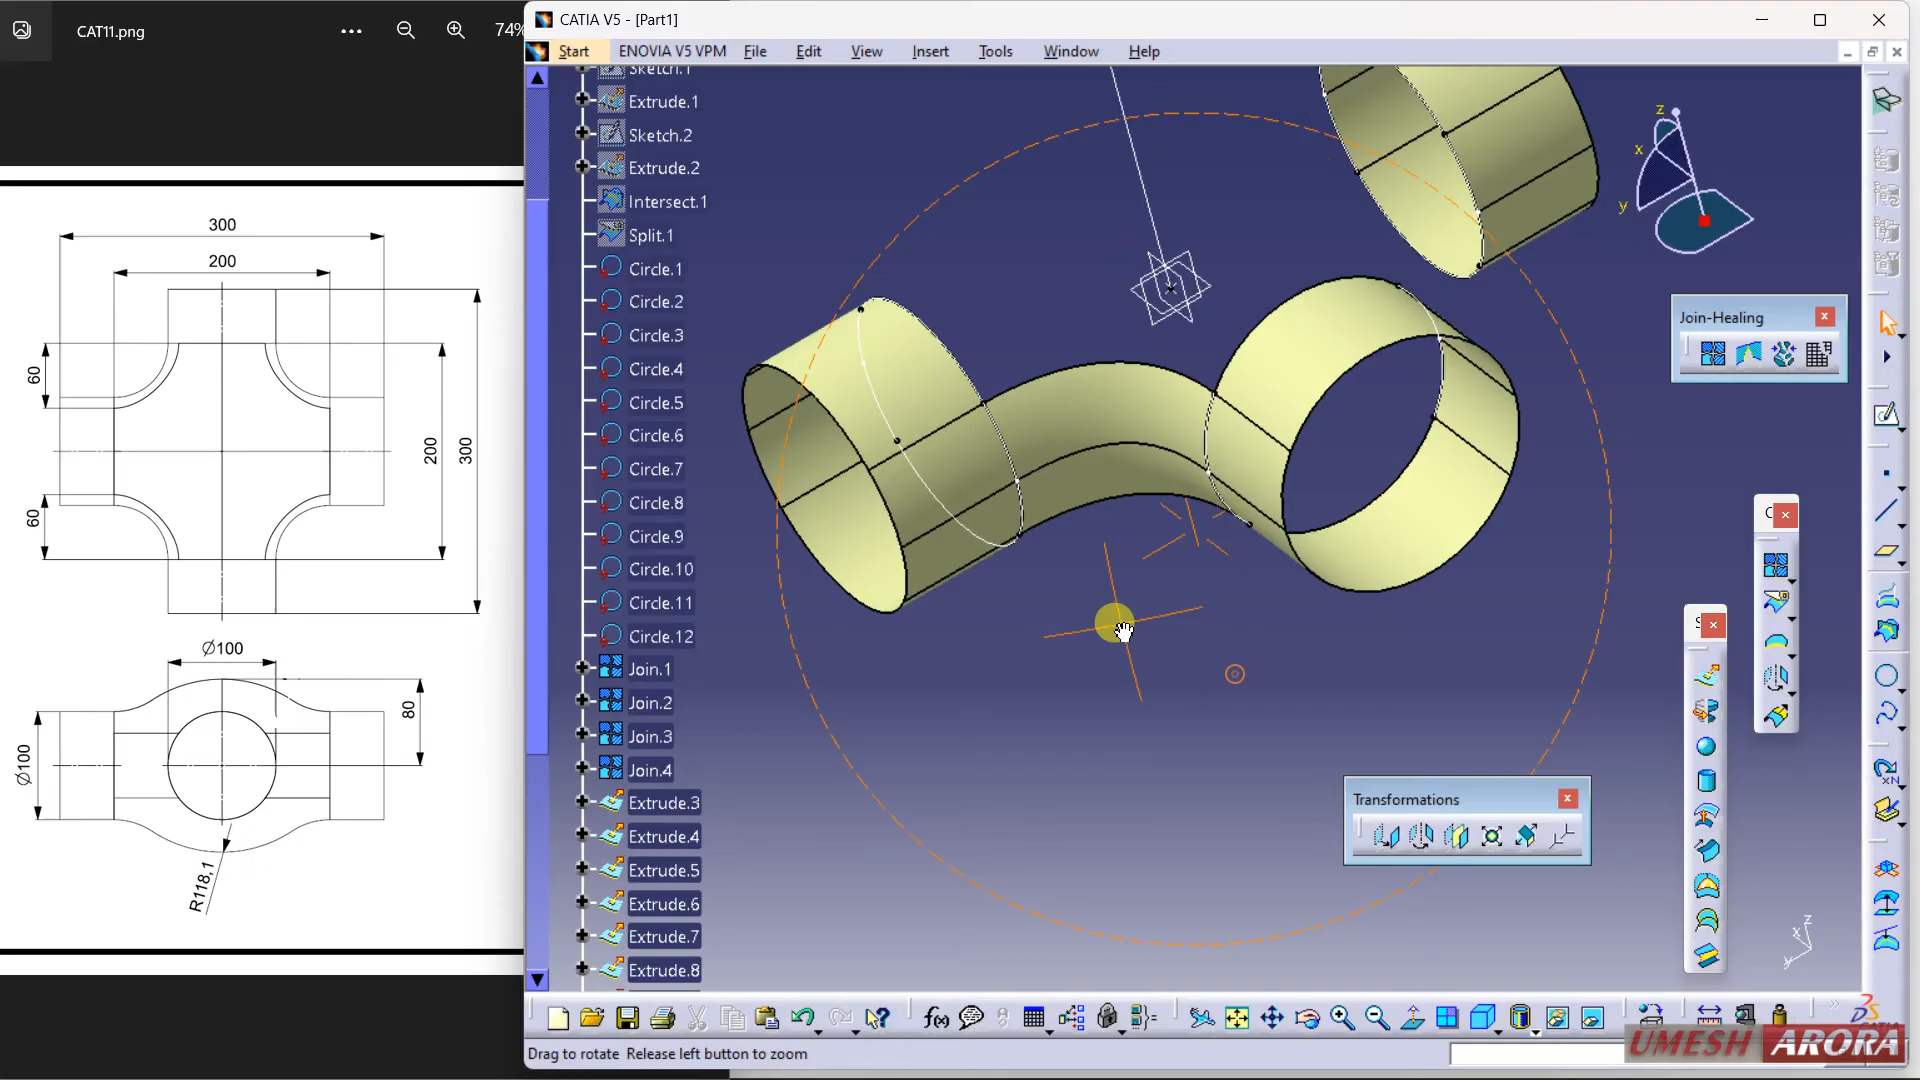 CAT11.png
74%
CATIA V5 - [Part1]
Start
ENOVIA V5 VPM
File
Edit
View
Insert
Tools
Window
Help
Sketch.1
Extrude.1
Sketch.2
Extrude.2
Intersect.1
Split.1
Circle.1
Circle.2
Circle.3
Circle.4
Circle.5
Circle.6
Circle.7
Circle.8
Circle.9
Circle.10
Circle.11
Circle.12
Join.1
Join.2
Join.3
Join.4
Extrude.3
Extrude.4
Extrude.5
Extrude.6
Extrude.7
Extrude.8
300
200
60
60
200
300
Ø100
80
Ø100
R118,1
z
x
y
Join-Healing
Transformations
z
x
y
Drag to rotate Release left button to zoom
UMESH ARORA